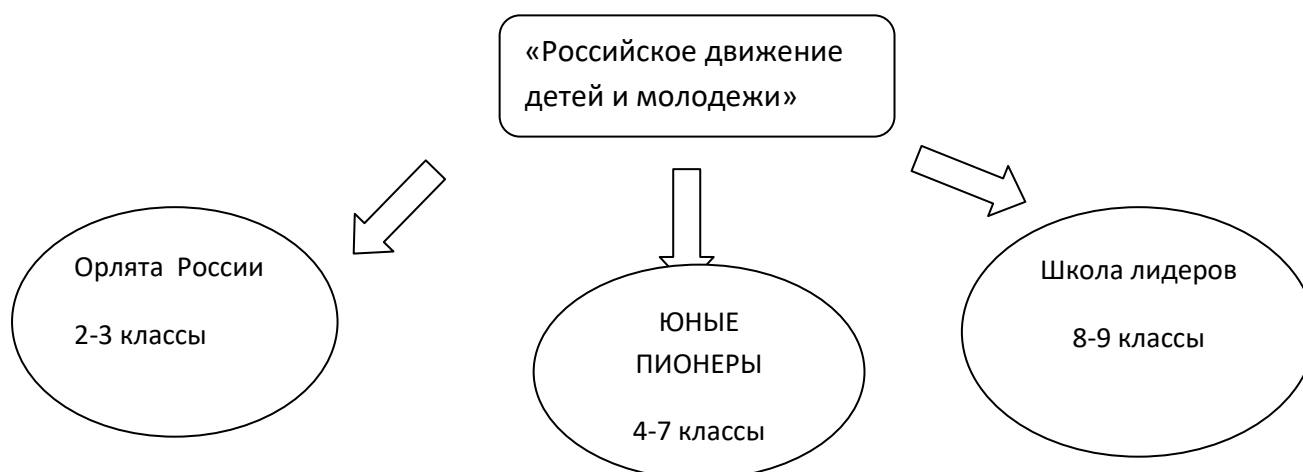 «Российское движение
детей и молодежи»
Орлята России
2-3 классы
ЮНЫЕ
ПИОНЕРЫ
4-7 классы
Школа лидеров
8-9 классы